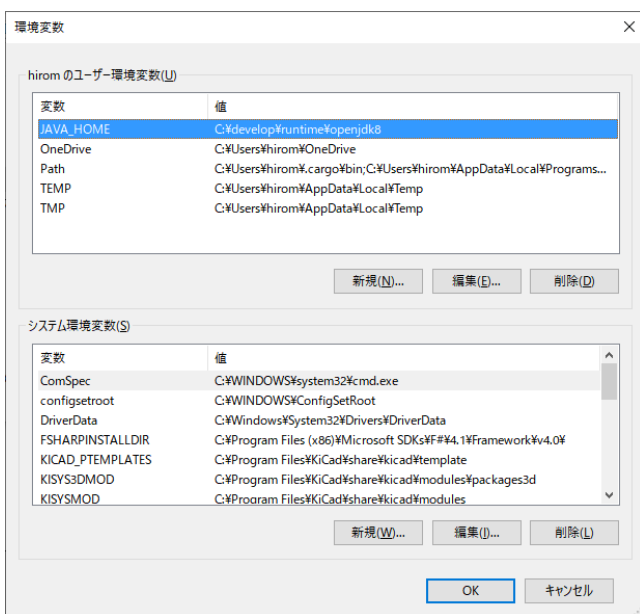 環境変数
hirom のユーザー環境変数(U)
変数 値
JAVA_HOME C:¥develop¥runtime¥openjdk8
OneDrive C:¥Users¥hirom¥OneDrive
Path C:¥Users¥hirom¥.cargo¥bin;C:¥Users¥hirom¥AppData¥Local¥Programs...
TEMP C:¥Users¥hirom¥AppData¥Local¥Temp
TMP C:¥Users¥hirom¥AppData¥Local¥Temp
新規(N)... 編集(E)... 削除(D)
システム環境変数(S)
変数 値
ComSpec C:¥WINDOWS¥system32¥cmd.exe
configsetroot C:¥WINDOWS¥ConfigSetRoot
DriverData C:¥Windows¥System32¥Drivers¥DriverData
FSHARPINSTALLDIR C:¥Program Files (x86)¥Microsoft SDKs¥F#¥4.1¥Framework¥v4.0¥
KICAD_PTEMPLATES C:¥Program Files¥KiCad¥share¥kicad¥template
KISYS3DMOD C:¥Program Files¥KiCad¥share¥kicad¥modules¥packages3d
KISYSMOD C:¥Program Files¥KiCad¥share¥kicad¥modules
新規(W)... 編集(I)... 削除(L)
OK キャンセル